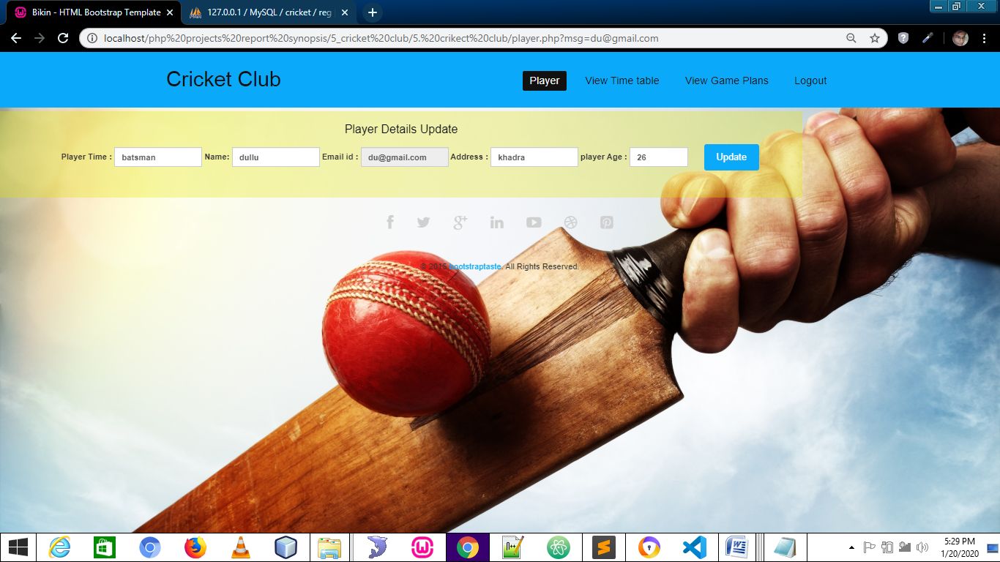 Bikin - HTML Bootstrap Template
127.0.0.1 / MySQL / cricket / reg
localhost/php%20projects%20report%20synopsis/5_cricket%20club/5.%20crikect%20club/player.php?msg=du@gmail.com
Cricket Club
Player View Time table View Game Plans Logout
Player Details Update
Player Time : batsman Name: dullu Email id : du@gmail.com Address : khadra player Age : 26 Update
© 2015 bootstraptaste. All Rights Reserved.
5:29 PM
1/20/2020